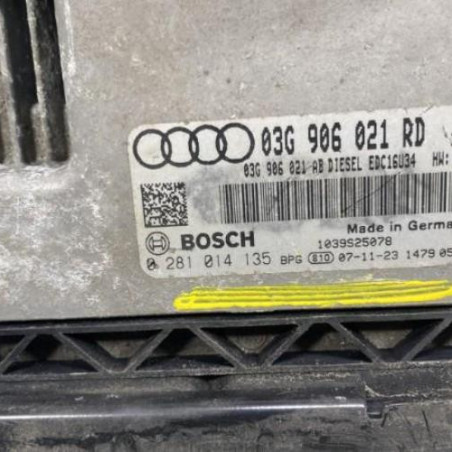 03G 906 021 RD
03G 906 021 AB DIESEL EDC16U34 HW:
Made in Germa
BOSCH 1039S25078
0 281 014 135 BPG e10 07-11-23 1479 05